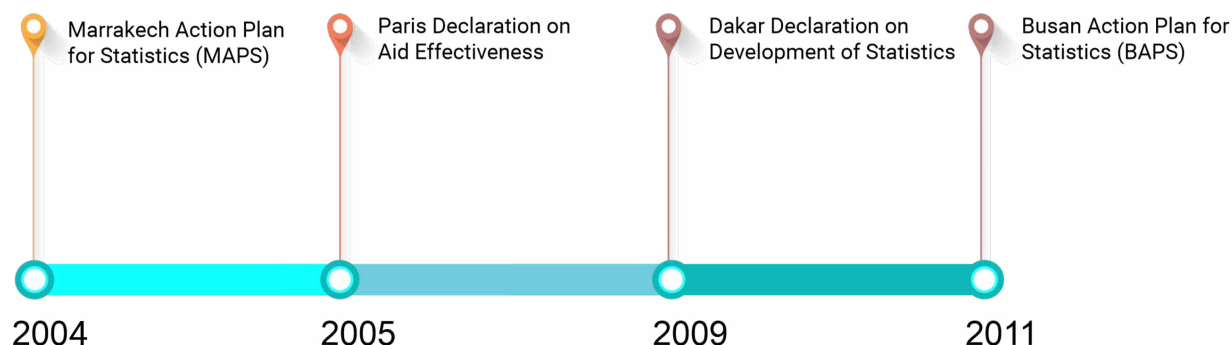 Marrakech Action Plan
for Statistics (MAPS)
Paris Declaration on
Aid Effectiveness
Dakar Declaration on
Development of Statistics
Busan Action Plan for
Statistics (BAPS)
2004
2005
2009
2011